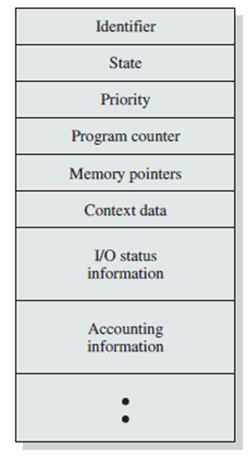 Identifier
State
Priority
Program counter
Memory pointers
Context data
I/O status
information
Accounting
information